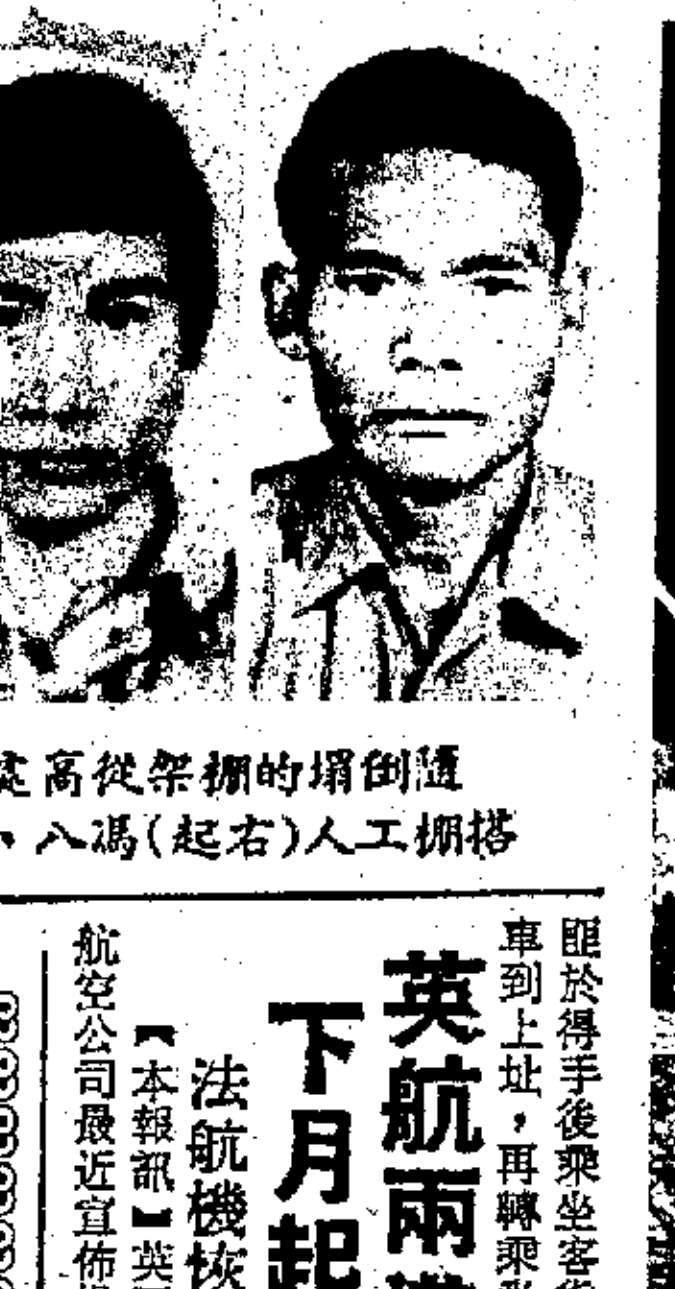 隨倒塌的棚架從高處
搭棚工人(右起)馮八、
匪於得手後乘坐客
車到上址，再轉乘
英航兩
下月起
法航機恢
【本報訊】英
航空公司最近宣佈